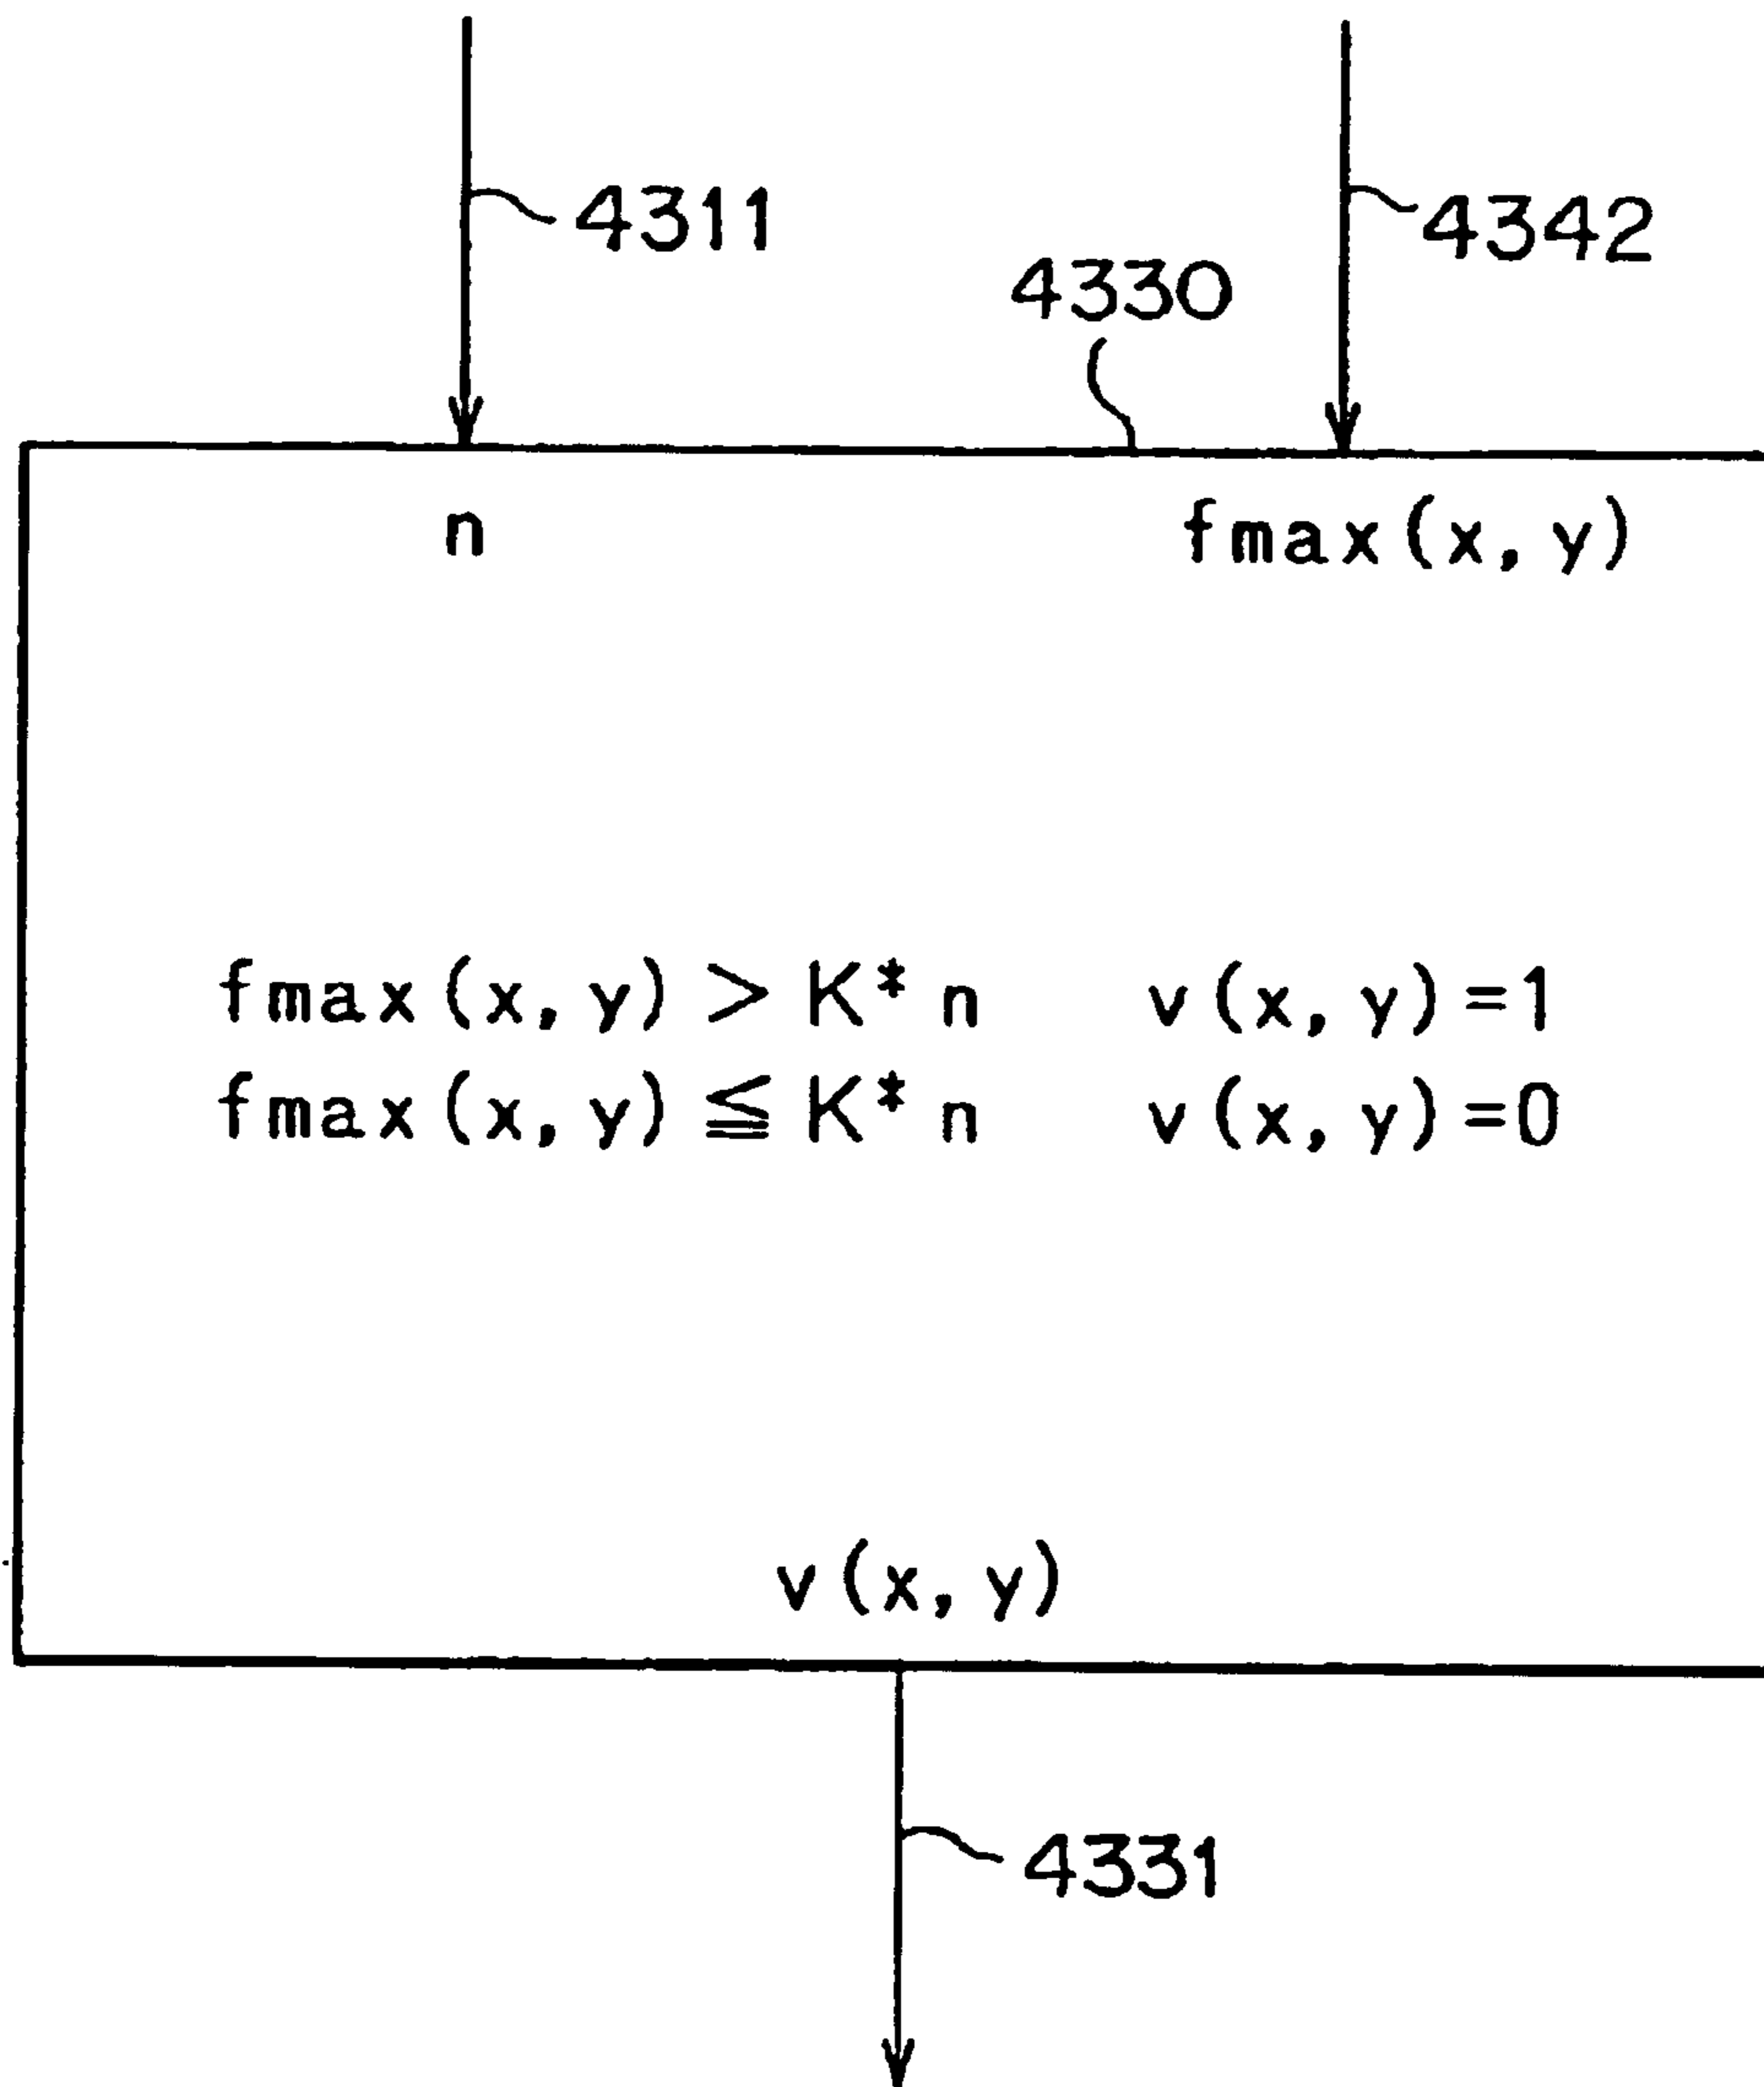 4311
4342
4330
n
fmax(x, y)
fmax(x, y) > K* n v(x, y)=1
fmax(x, y) ≦ K* n v(x, y)=0
v(x, y)
4331